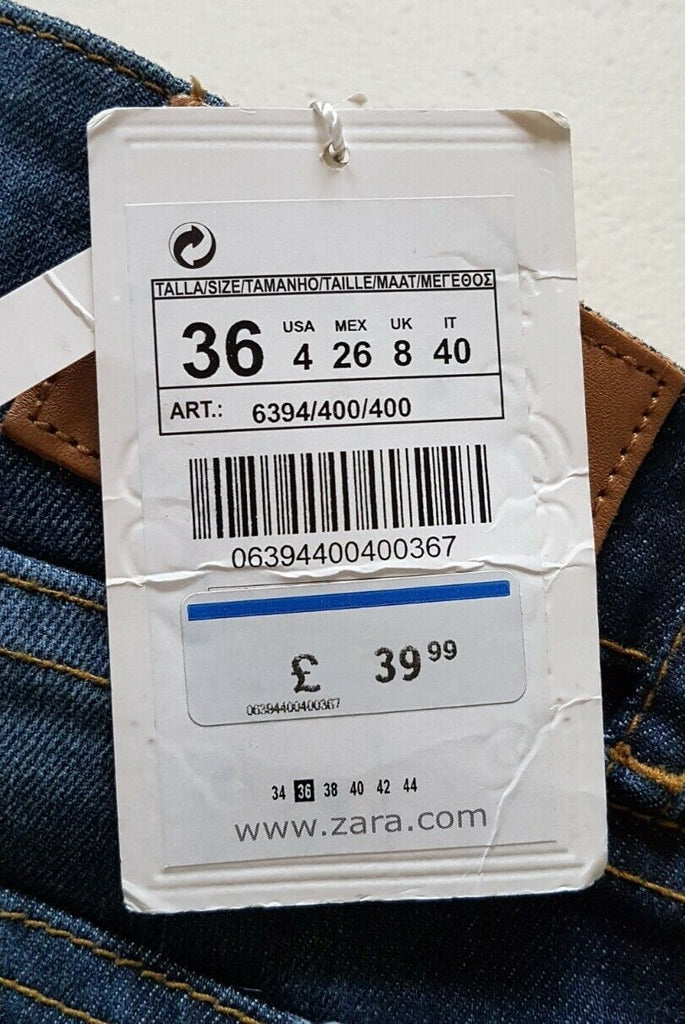 TALLA/SIZE/TAMANHO/TAILLE/MAAT/ΜΕΓΕΘΟΣ
36 USA 4 MEX 26 UK 8 IT 40
ART.: 6394/400/400
06394400400367
£ 39 99
06394400400367
34 36 38 40 42 44
www.zara.com